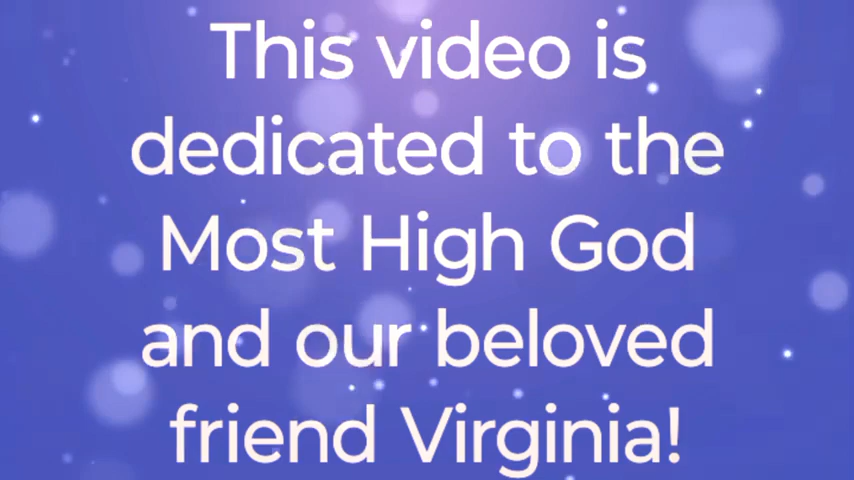 This video is
dedicated to the
Most High God
and our beloved
friend Virginia!